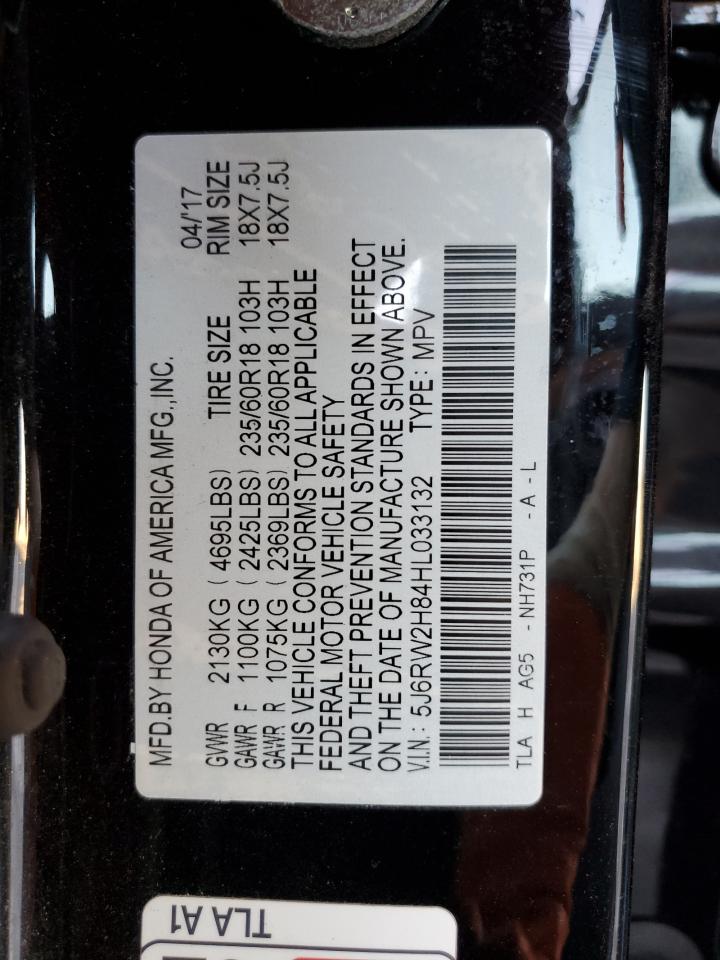 MFD.BY HONDA OF AMERICA MFG.,INC. 04/'17
GVWR 2130KG ( 4695LBS) TIRE SIZE RIM SIZE
GAWR F 1100KG ( 2425LBS) 235/60R18 103H 18X7.5J
GAWR R 1075KG ( 2369LBS) 235/60R18 103H 18X7.5J
THIS VEHICLE CONFORMS TO ALL APPLICABLE
FEDERAL MOTOR VEHICLE SAFETY
AND THEFT PREVENTION STANDARDS IN EFFECT
ON THE DATE OF MANUFACTURE SHOWN ABOVE.
V.I.N.: 5J6RW2H84HL033132 TYPE: MPV
TLA H AG5 - NH731P - A - L
TLA A1